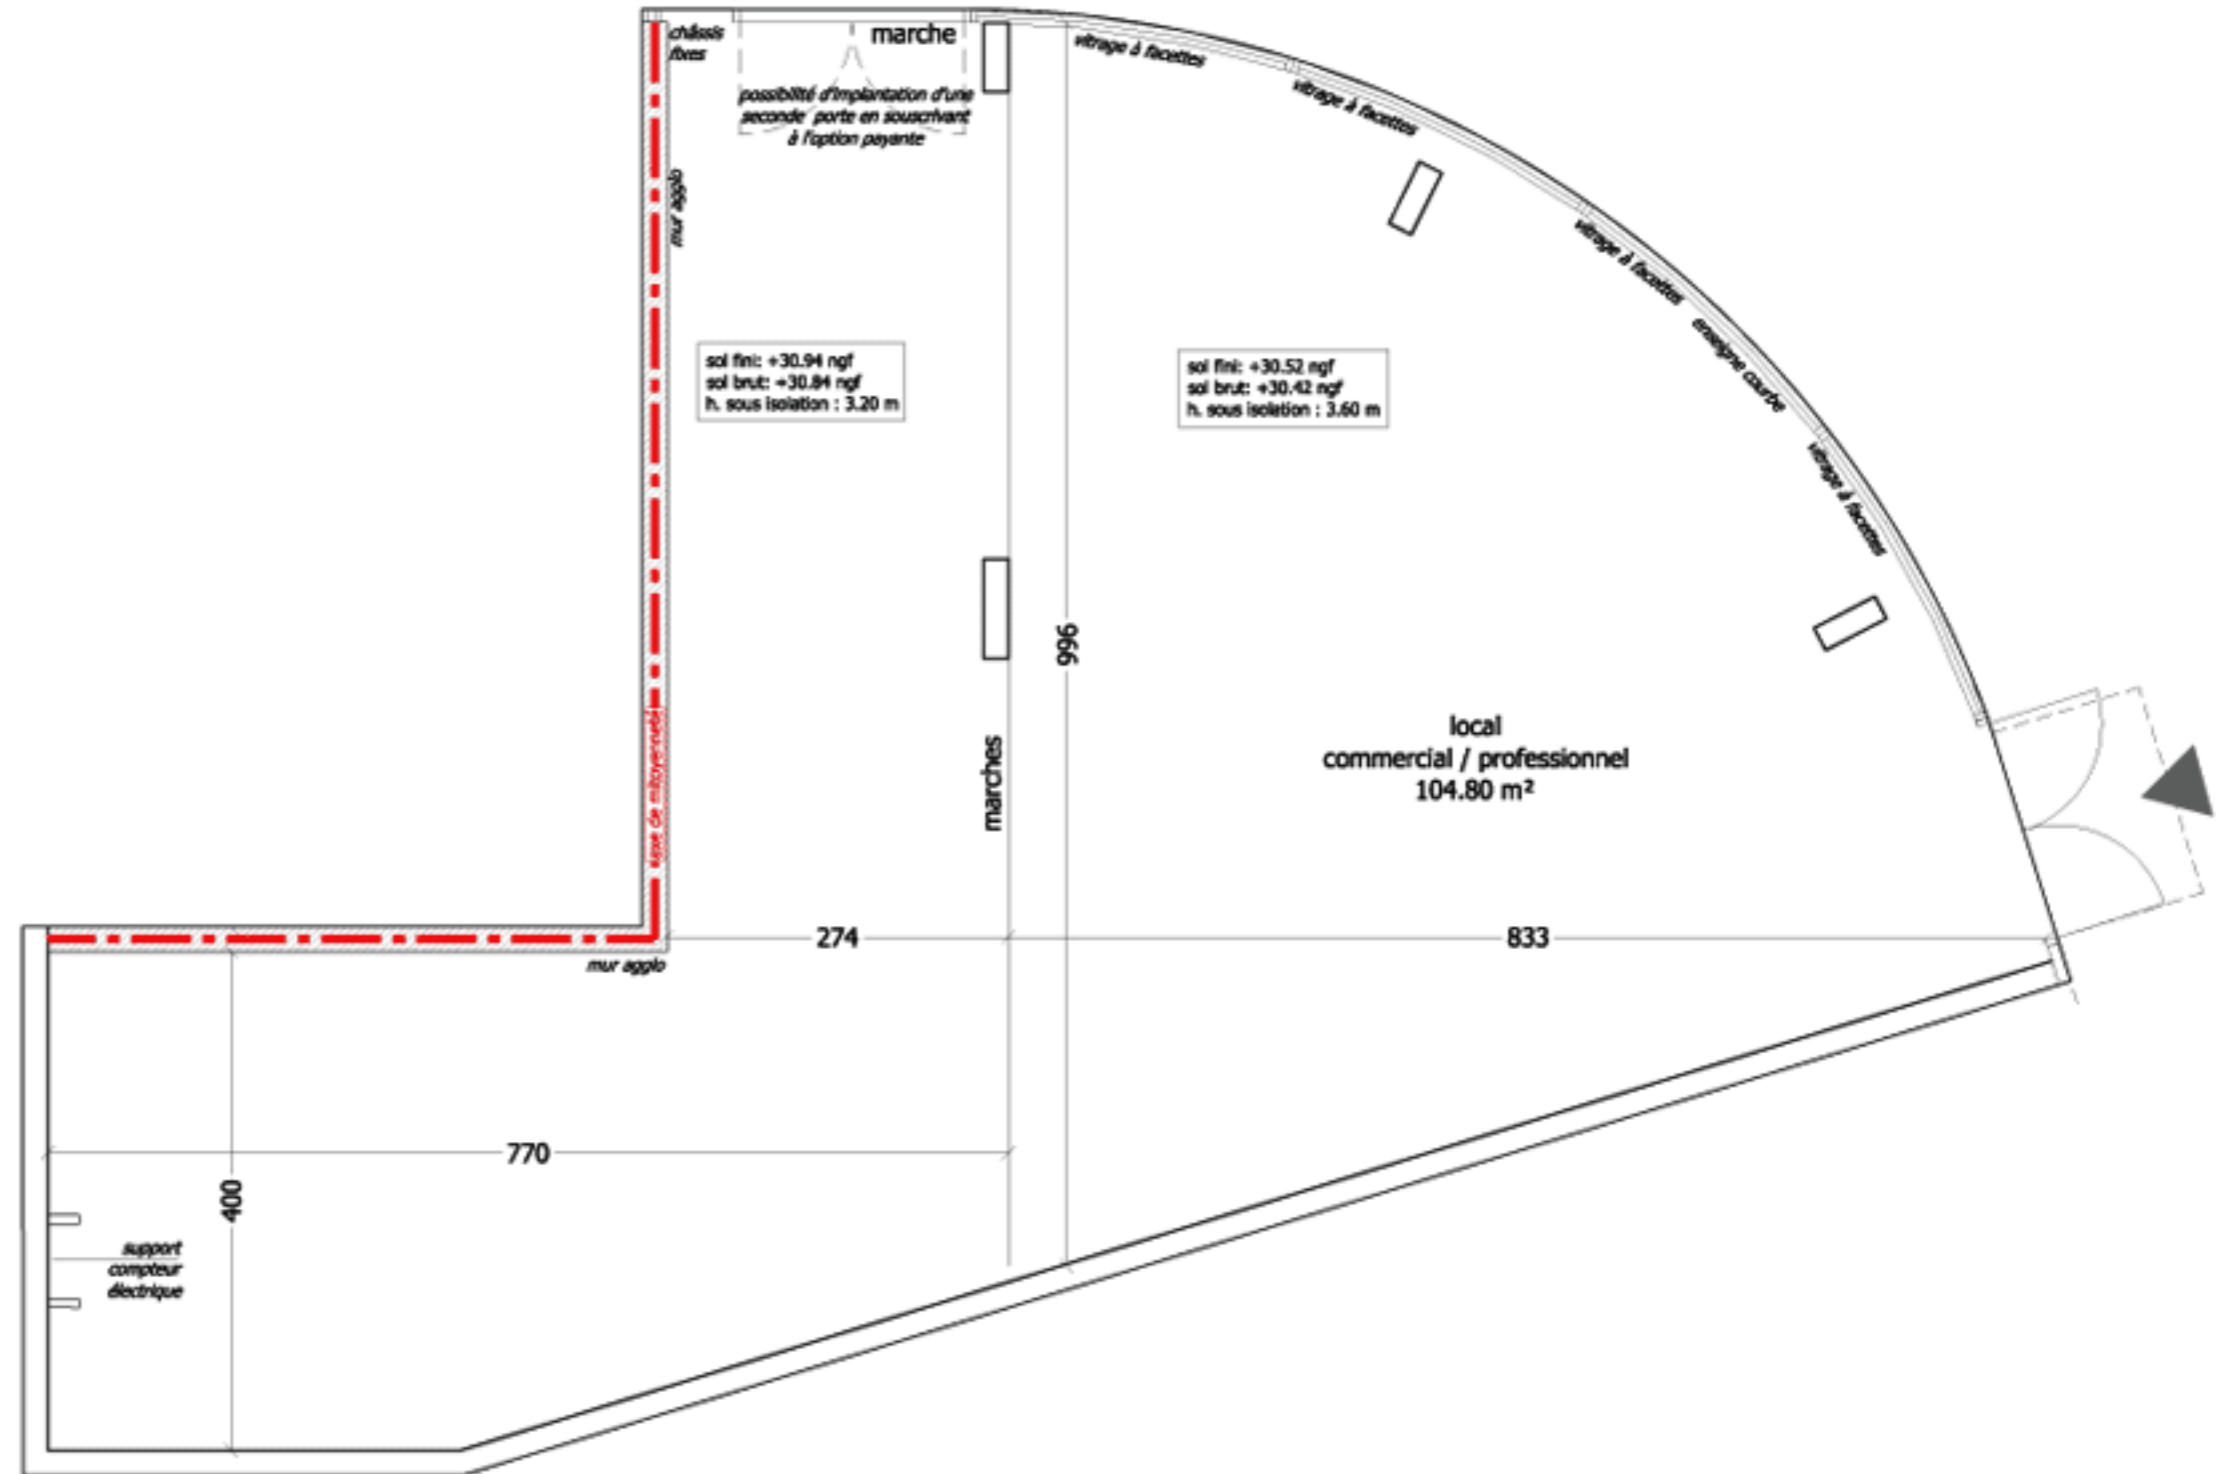 châssis
fixes
marche
possibilité d'implantation d'une
seconde porte en souscrivant
à l'option payante
vitrage à facettes
vitrage à facettes
vitrage à facettes
enseigne courbe
vitrage à facettes
mur agglo
sol fini: +30.94 ngf
sol brut: +30.84 ngf
h. sous isolation : 3.20 m
sol fini: +30.52 ngf
sol brut: +30.42 ngf
h. sous isolation : 3.60 m
996
axe de mitoyenneté
marches
local
commercial / professionnel
104.80 m²
274
833
mur agglo
770
400
support
compteur
électrique